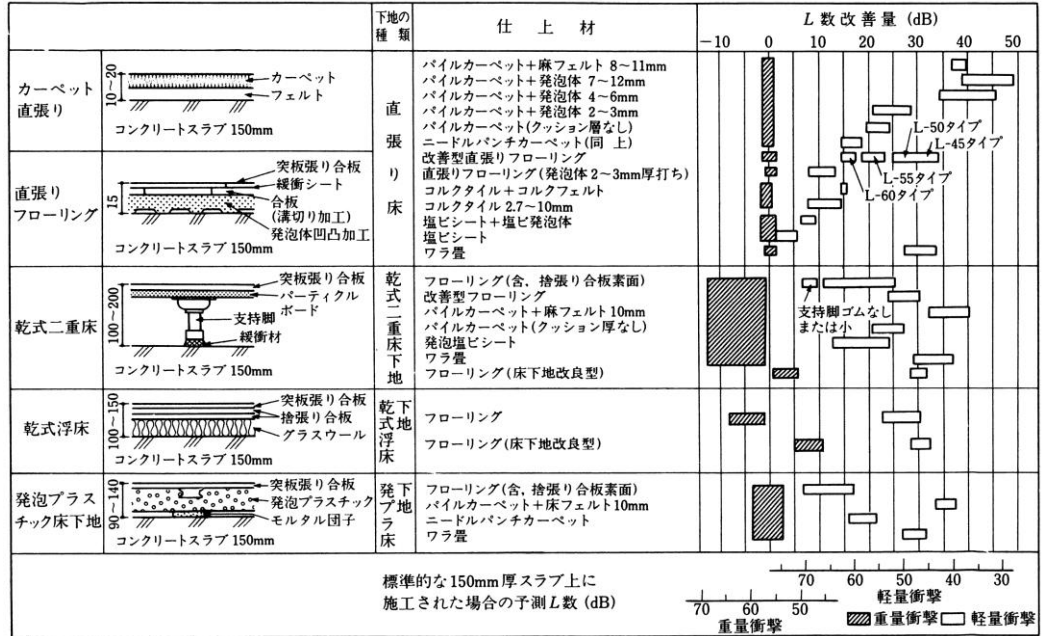 下地の種類
仕上材
L数改善量 (dB)
-10 0 10 20 30 40 50
カーペット
直張り
10~20
カーペット
フェルト
コンクリートスラブ 150mm
直張り
フローリング
15
突板張り合板
緩衝シート
合板
(溝切り加工)
発泡体凹凸加工
コンクリートスラブ 150mm
直張り床
パイルカーペット+麻フェルト 8~11mm
パイルカーペット+発泡体 7~12mm
パイルカーペット+発泡体 4~6mm
パイルカーペット+発泡体 2~3mm
パイルカーペット(クッション層なし)
ニードルパンチカーペット(同 上)
改善型直張りフローリング
直張りフローリング(発泡体 2~3mm厚打ち)
コルクタイル+コルクフェルト
コルクタイル 2.7~10mm
塩ビシート+塩ビ発泡体
塩ビシート
ワラ畳
L-50タイプ
L-45タイプ
L-55タイプ
L-60タイプ
乾式二重床
100~200
突板張り合板
パーティクル
ボード
支持脚
緩衝材
コンクリートスラブ 150mm
乾式二重床下地
フローリング(含, 捨張り合板素面)
改善型フローリング
パイルカーペット+麻フェルト10mm
パイルカーペット(クッション厚なし)
発泡塩ビシート
ワラ畳
フローリング(床下地改良型)
支持脚ゴムなし
または小
乾式浮床
100~150
突板張り合板
捨張り合板
グラスウール
コンクリートスラブ 150mm
乾式浮床下地
フローリング
フローリング(床下地改良型)
発泡プラス
チック床下地
90~140
突板張り合板
発泡プラスチック
モルタル団子
コンクリートスラブ 150mm
発プラ床下地
フローリング(含, 捨張り合板素面)
パイルカーペット+床フェルト10mm
ニードルパンチカーペット
ワラ畳
標準的な150mm厚スラブ上に
施工された場合の予測L数 (dB)
70 60 50 40 30
軽量衝撃
70 60 50
重量衝撃
重量衝撃 軽量衝撃